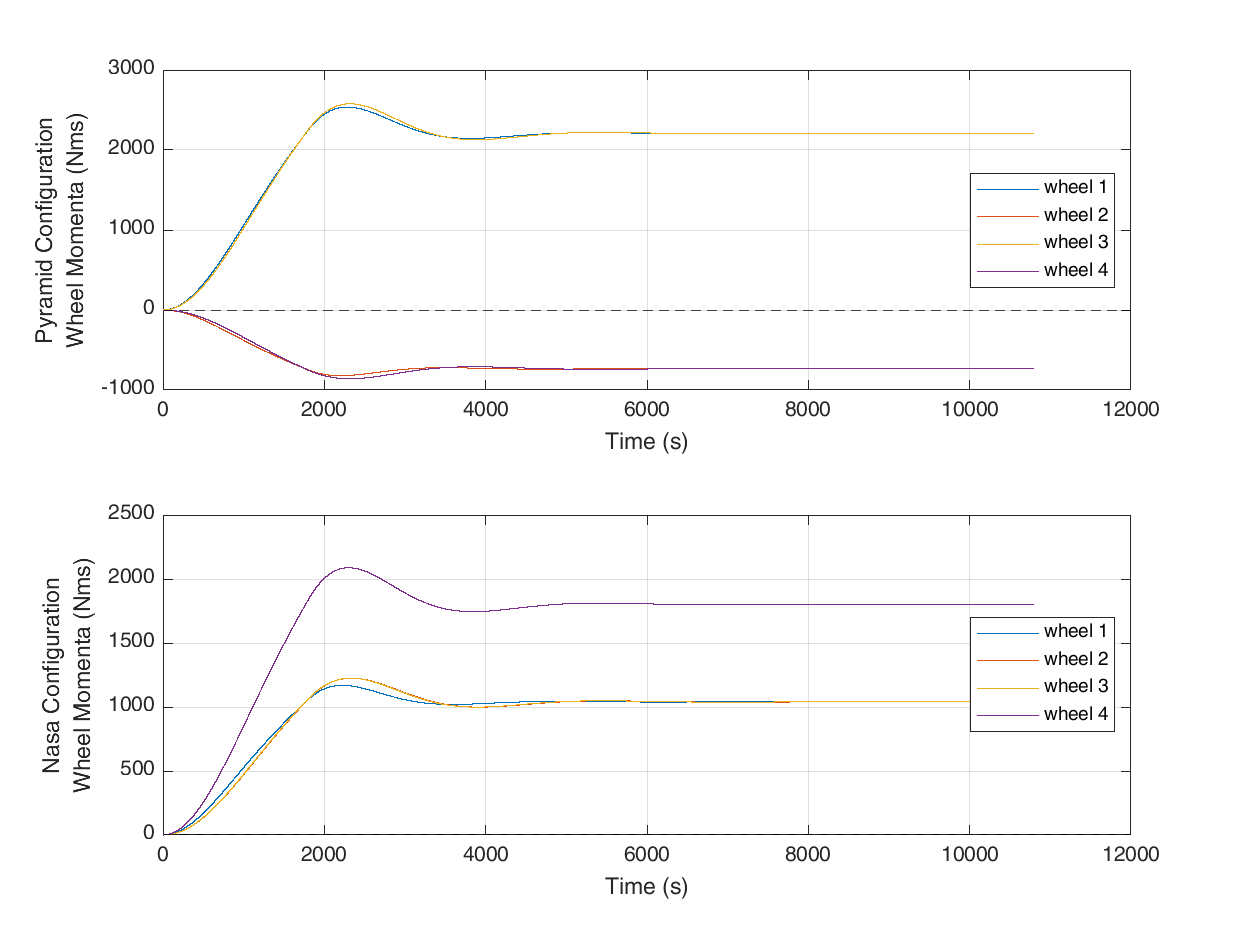 Pyramid Configuration
Wheel Momenta (Nms)
3000
2000
1000
0
-1000
0 2000 4000 6000 8000 10000 12000
Time (s)
wheel 1
wheel 2
wheel 3
wheel 4
Nasa Configuration
Wheel Momenta (Nms)
2500
2000
1500
1000
500
0
0 2000 4000 6000 8000 10000 12000
Time (s)
wheel 1
wheel 2
wheel 3
wheel 4